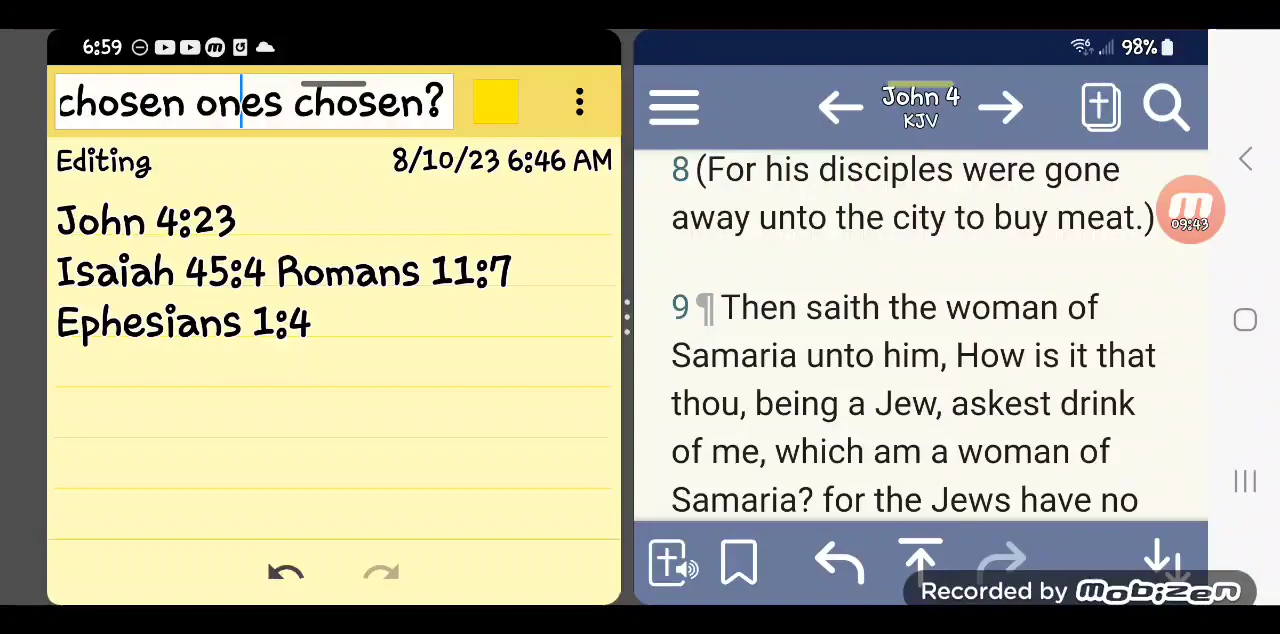 6:59
98%
chosen ones chosen?
Editing 8/10/23 6:46 AM
John 4:23
Isaiah 45:4 Romans 11:7
Ephesians 1:4
John 4
KJV
8 (For his disciples were gone
away unto the city to buy meat.)
09:43
9 ¶ Then saith the woman of
Samaria unto him, How is it that
thou, being a Jew, askest drink
of me, which am a woman of
Samaria? for the Jews have no
Recorded by Mobizen